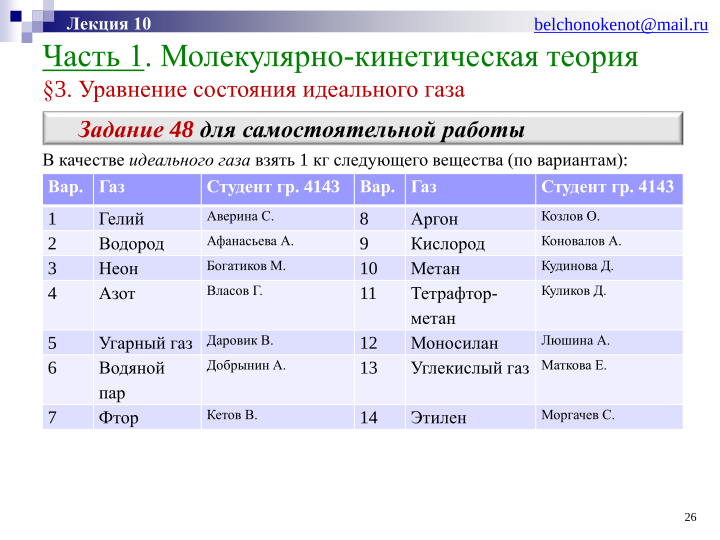 Лекция 10
belchonokenot@mail.ru
Часть 1. Молекулярно-кинетическая теория
§3. Уравнение состояния идеального газа
Задание 48 для самостоятельной работы
В качестве идеального газа взять 1 кг следующего вещества (по вариантам):
Вар. Газ Студент гр. 4143 Вар. Газ Студент гр. 4143
1 Гелий Аверина С. 8 Аргон Козлов О.
2 Водород Афанасьева А. 9 Кислород Коновалов А.
3 Неон Богатиков М. 10 Метан Кудинова Д.
4 Азот Власов Г. 11 Тетрафтор- Куликов Д.
метан
5 Угарный газ Даровик В. 12 Моносилан Люшина А.
6 Водяной Добрынин А. 13 Углекислый газ Маткова Е.
пар
7 Фтор Кетов В. 14 Этилен Моргачев С.
26